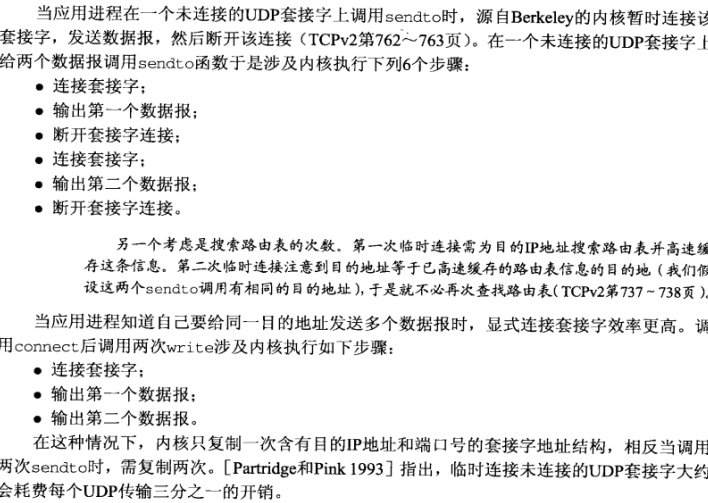 当应用进程在一个未连接的UDP套接字上调用sendto时，源自Berkeley的内核暂时连接该
套接字，发送数据报，然后断开该连接（TCPv2第762～763页）。在一个未连接的UDP套接字上
给两个数据报调用sendto函数于是涉及内核执行下列6个步骤：
● 连接套接字；
● 输出第一个数据报；
● 断开套接字连接；
● 连接套接字；
● 输出第二个数据报；
● 断开套接字连接。
另一个考虑是搜索路由表的次数。第一次临时连接需为目的IP地址搜索路由表并高速缓
存这条信息。第二次临时连接注意到目的地址等于已高速缓存的路由表信息的目的地（我们假
设这两个sendto调用有相同的目的地址），于是就不必再次查找路由表（TCPv2第737～738页）。
当应用进程知道自己要给同一目的地址发送多个数据报时，显式连接套接字效率更高。调
用connect后调用两次write涉及内核执行如下步骤：
● 连接套接字；
● 输出第一个数据报；
● 输出第二个数据报。
在这种情况下，内核只复制一次含有目的IP地址和端口号的套接字地址结构，相反当调用
两次sendto时，需复制两次。［Partridge和Pink 1993］指出，临时连接未连接的UDP套接字大约
会耗费每个UDP传输三分之一的开销。